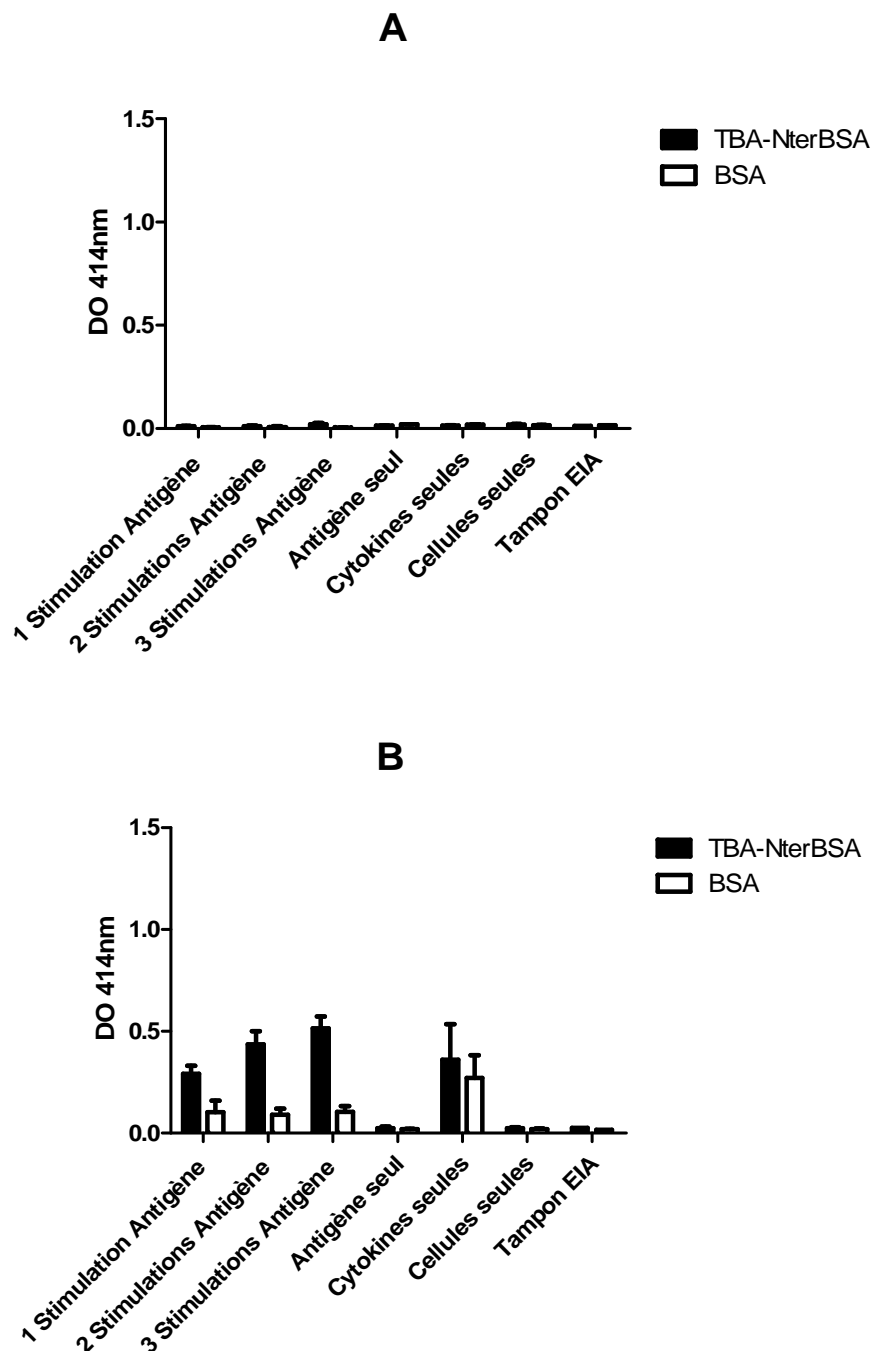 A
1.5
1.0
0.5
0.0
DO 414nm
TBA-NterBSA
BSA
1 Stimulation Antigène
2 Stimulations Antigène
3 Stimulations Antigène
Antigène seul
Cytokines seules
Cellules seules
Tampon EIA
B
1.5
1.0
0.5
0.0
DO 414nm
TBA-NterBSA
BSA
1 Stimulation Antigène
2 Stimulations Antigène
3 Stimulations Antigène
Antigène seul
Cytokines seules
Cellules seules
Tampon EIA